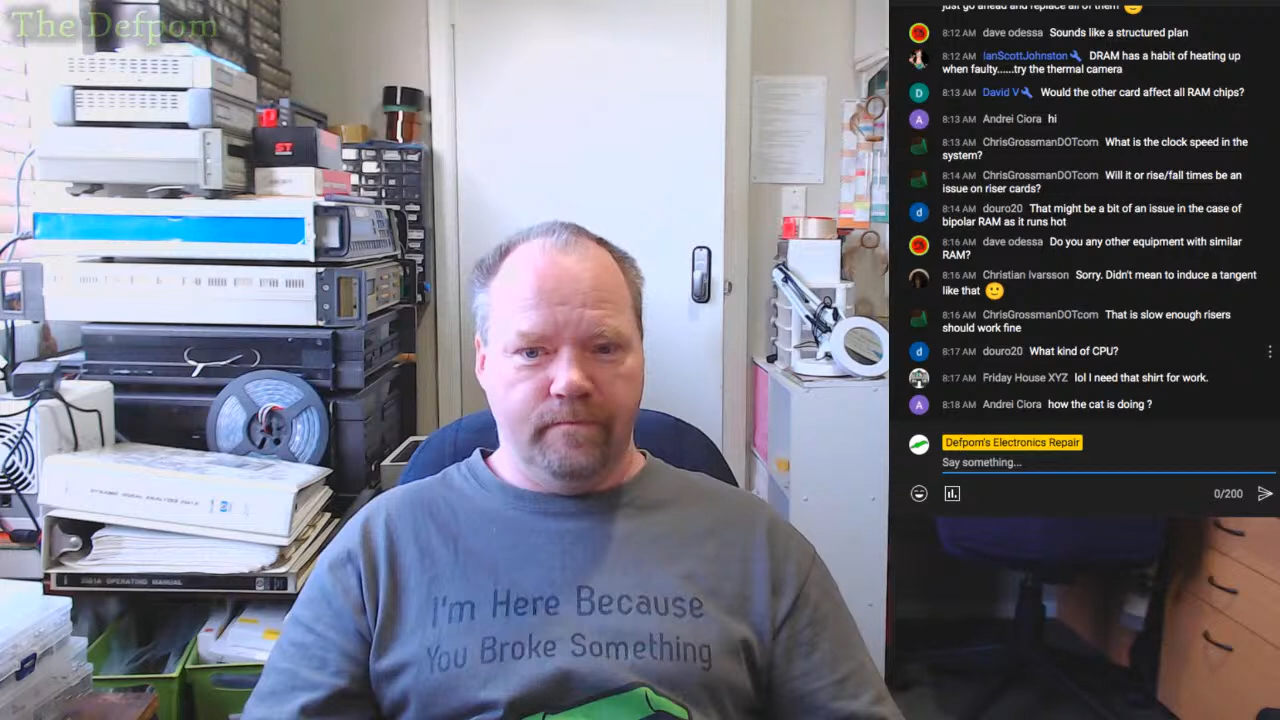 The Defpom
ST
I'm Here Because
You Broke Something
just go ahead and replace all of them
8:12 AM dave odessa Sounds like a structured plan
8:12 AM IanScottJohnston DRAM has a habit of heating up
when faulty......try the thermal camera
8:13 AM David V Would the other card affect all RAM chips?
8:13 AM Andrei Ciora hi
8:13 AM ChrisGrossmanDOTcom What is the clock speed in the
system?
8:14 AM ChrisGrossmanDOTcom Will it or rise/fall times be an
issue on riser cards?
8:14 AM douro20 That might be a bit of an issue in the case of
bipolar RAM as it runs hot
8:16 AM dave odessa Do you any other equipment with similar
RAM?
8:16 AM Christian Ivarsson Sorry. Didn't mean to induce a tangent
like that
8:16 AM ChrisGrossmanDOTcom That is slow enough risers
should work fine
8:17 AM douro20 What kind of CPU?
8:17 AM Friday House XYZ lol I need that shirt for work.
8:18 AM Andrei Ciora how the cat is doing ?
Defpom's Electronics Repair
Say something...
0/200